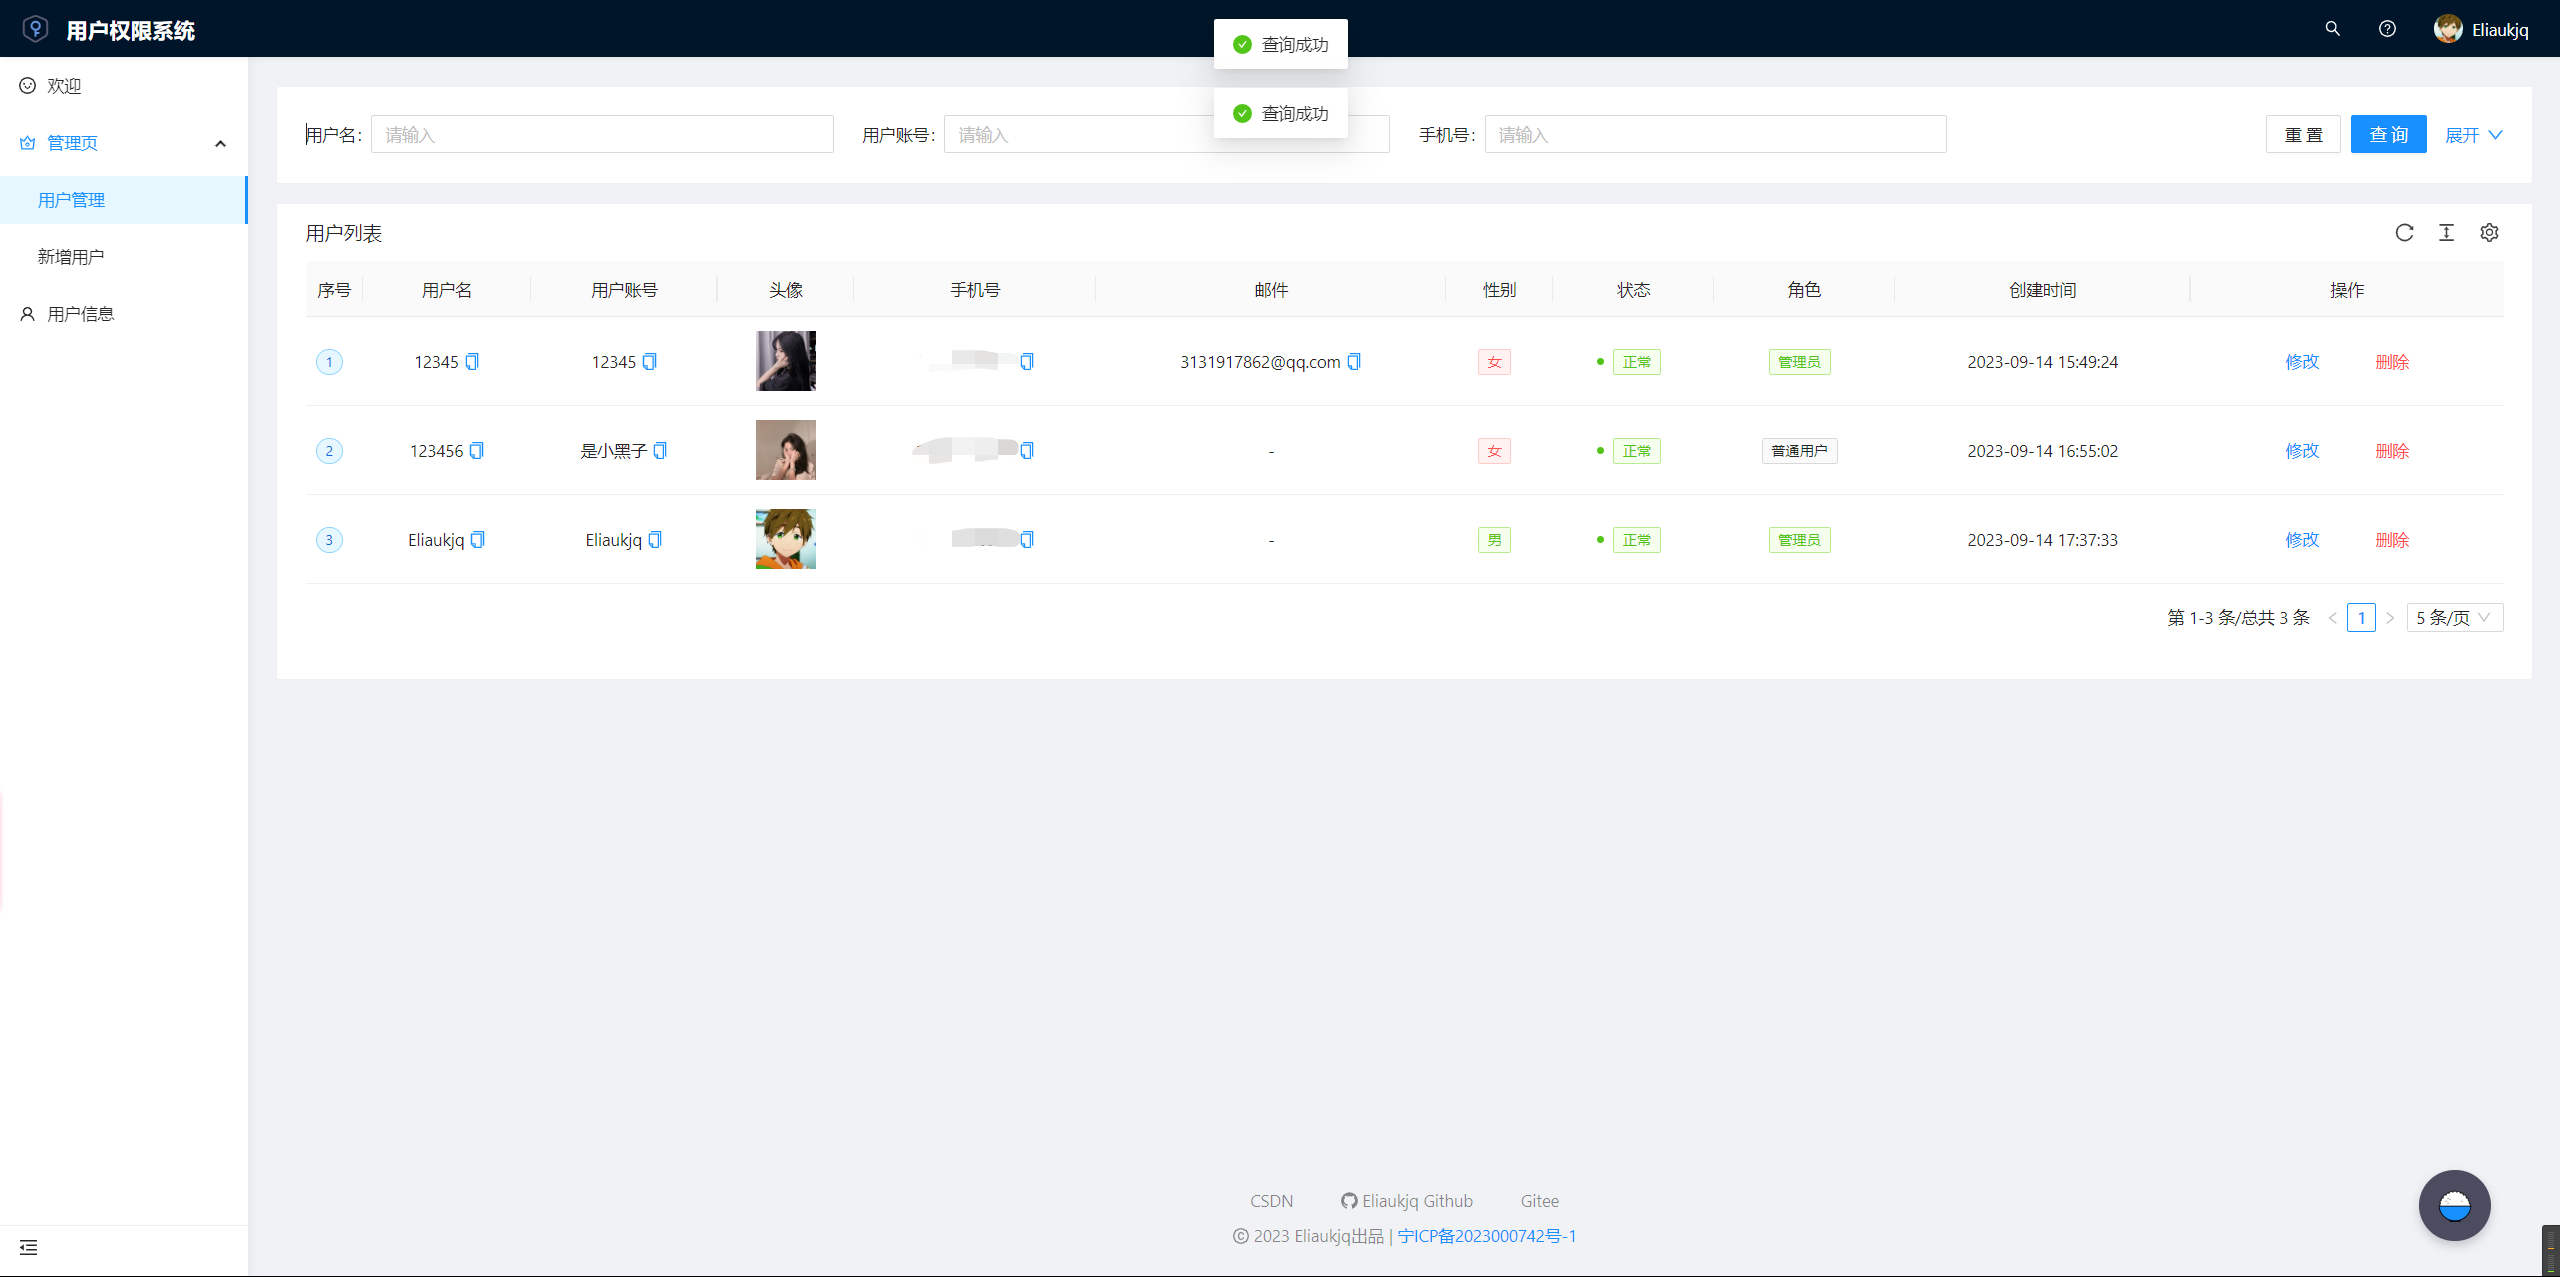 用户权限系统
Eliaukjq
查询成功
查询成功
欢迎
管理页
用户管理
新增用户
用户信息
用户名: 请输入 用户账号: 请输入 手机号: 请输入 重 置 查 询 展开
用户列表
序号 用户名 用户账号 头像 手机号 邮件 性别 状态 角色 创建时间 操作
1 12345 12345 3131917862@qq.com 女 正常 管理员 2023-09-14 15:49:24 修改 删除
2 123456 是小黑子 - 女 正常 普通用户 2023-09-14 16:55:02 修改 删除
3 Eliaukjq Eliaukjq - 男 正常 管理员 2023-09-14 17:37:33 修改 删除
第 1-3 条/总共 3 条 < 1 > 5 条/页
CSDN Eliaukjq Github Gitee
© 2023 Eliaukjq出品 | 宁ICP备2023000742号-1